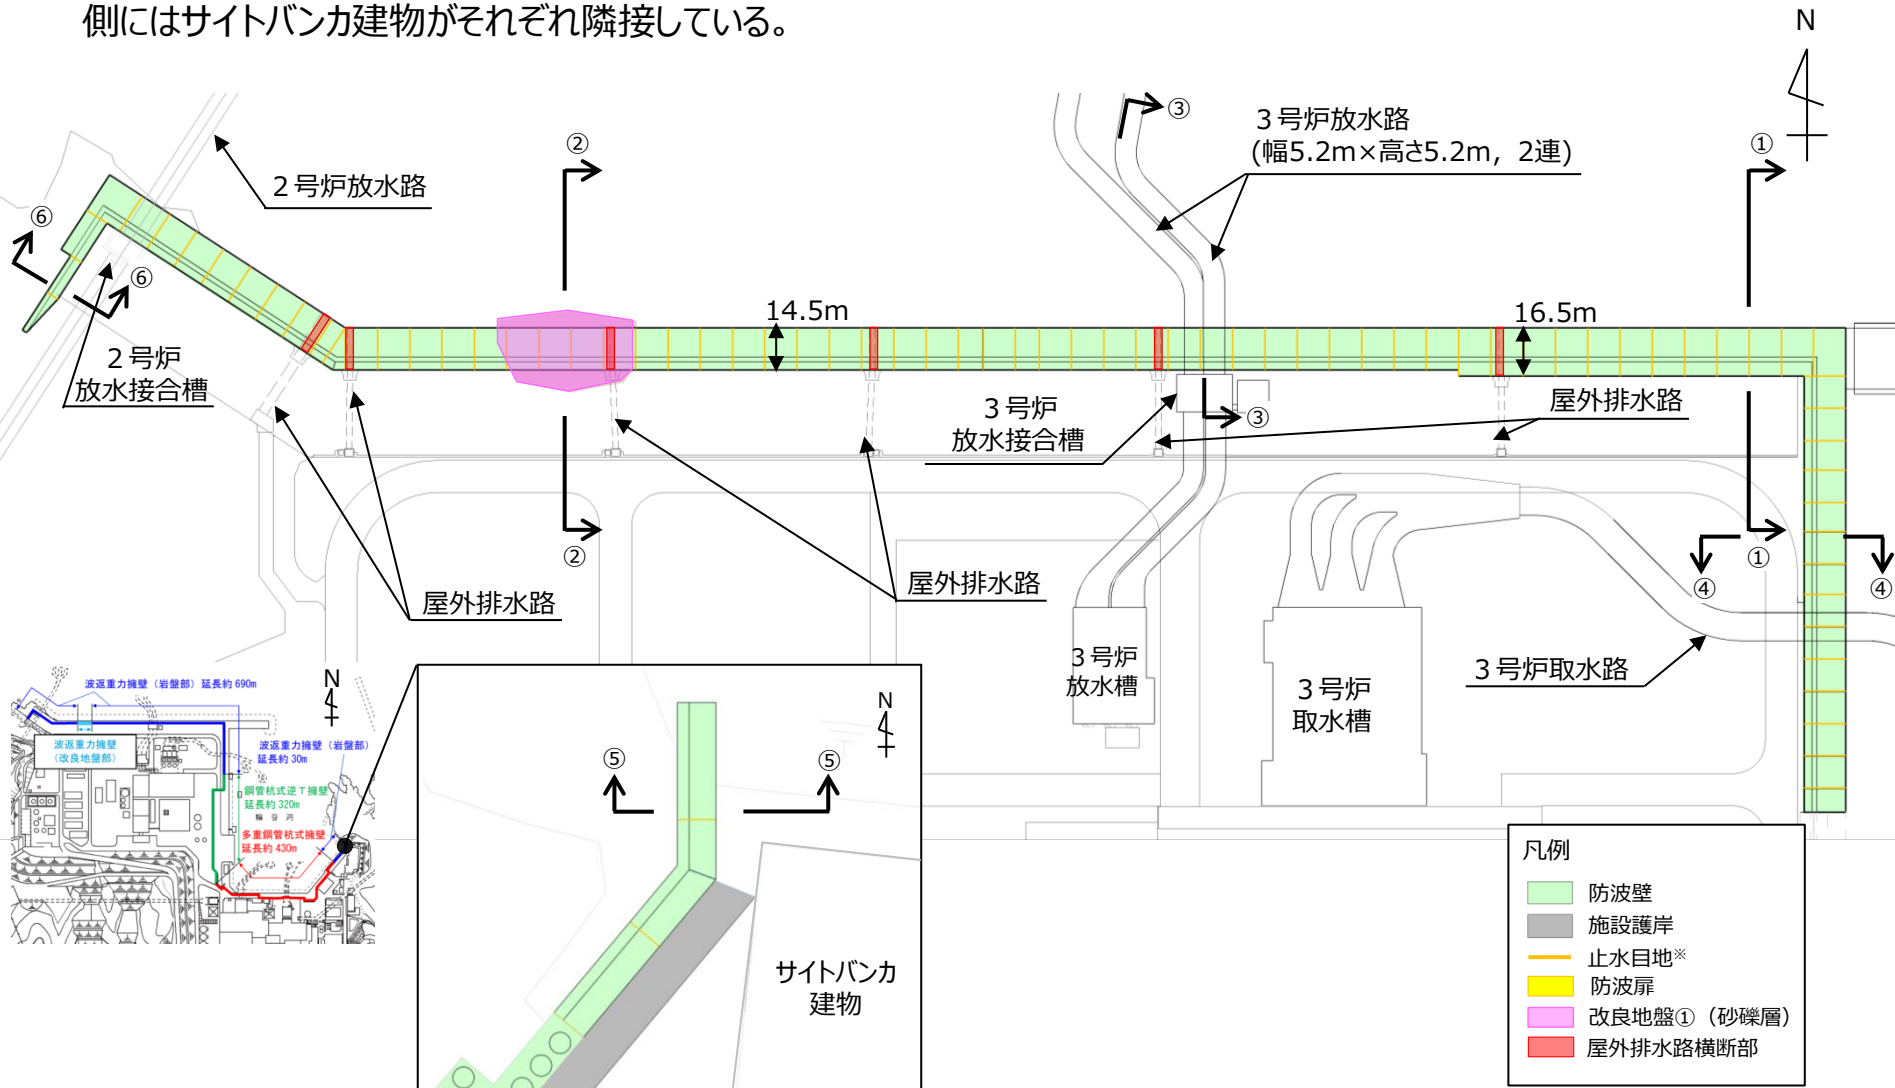 側にはサイトバンカ建物がそれぞれ隣接している。
N
③
3号炉放水路
(幅5.2m×高さ5.2m，2連)
②
①
2号炉放水路
⑥
⑥
14.5m
16.5m
2号炉
放水接合槽
3号炉
放水接合槽
③
屋外排水路
②
屋外排水路
屋外排水路
④
①
④
3号炉
放水槽
3号炉
取水槽
3号炉取水路
波返重力擁壁（岩盤部）延長約690m
N
波返重力擁壁
（改良地盤部）
波返重力擁壁（岩盤部）
延長約30m
鋼管杭式逆T擁壁
延長約320m
輪谷湾
多重鋼管杭式擁壁
延長約430m
N
⑤
⑤
サイトバンカ
建物
凡例
防波壁
施設護岸
止水目地※
防波扉
改良地盤①（砂礫層）
屋外排水路横断部